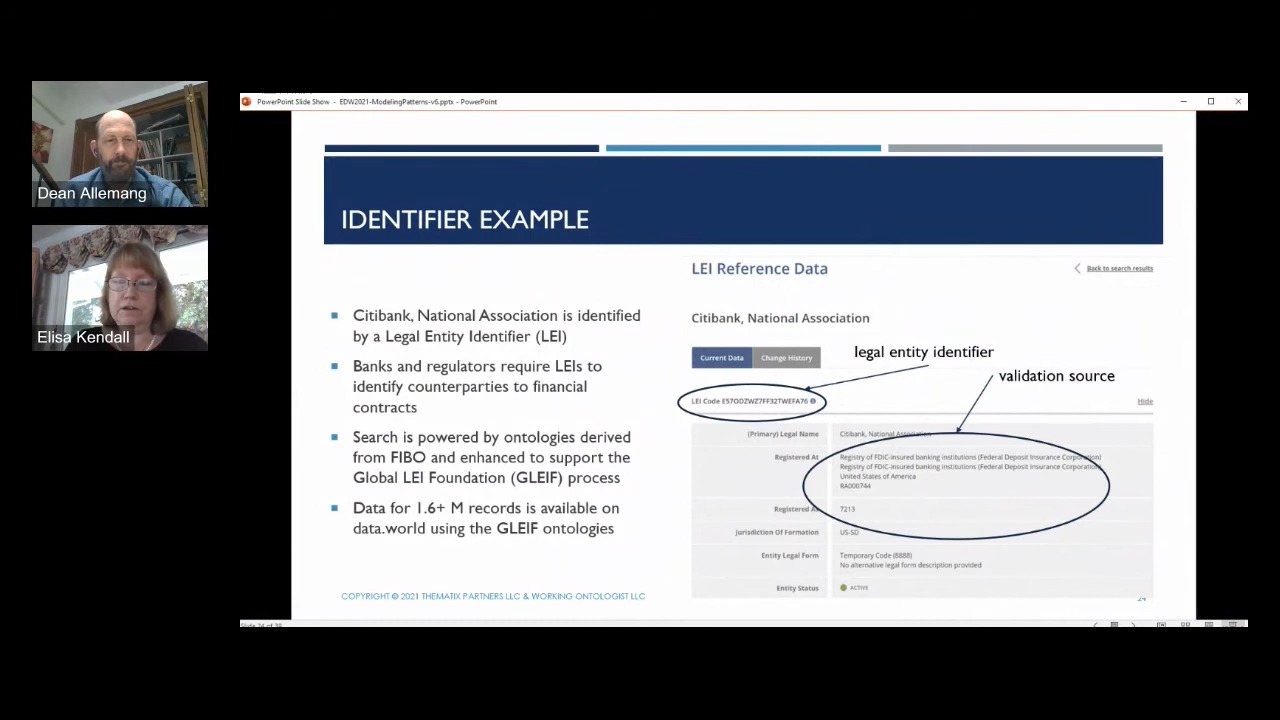 PowerPoint Slide Show - EDW2021-ModelingPatterns-v6.pptx - PowerPoint
Dean Allemang
Elisa Kendall
IDENTIFIER EXAMPLE
Citibank, National Association is identified
by a Legal Entity Identifier (LEI)
Banks and regulators require LEIs to
identify counterparties to financial
contracts
Search is powered by ontologies derived
from FIBO and enhanced to support the
Global LEI Foundation (GLEIF) process
Data for 1.6+ M records is available on
data.world using the GLEIF ontologies
LEI Reference Data
Back to search results
Citibank, National Association
Current Data
Change History
legal entity identifier
validation source
LEI Code E57ODZWZ7FF32TWEFA76
Hide
(Primary) Legal Name
Citibank, National Association
Registered At
Registry of FDIC-insured banking institutions (Federal Deposit Insurance Corporation)
Registry of FDIC-insured banking institutions (Federal Deposit Insurance Corporation)
United States of America
RA000744
Registered As
7213
Jurisdiction Of Formation
US-SD
Entity Legal Form
Temporary Code (8888)
No alternative legal form description provided
Entity Status
ACTIVE
COPYRIGHT © 2021 THEMATIX PARTNERS LLC & WORKING ONTOLOGIST LLC